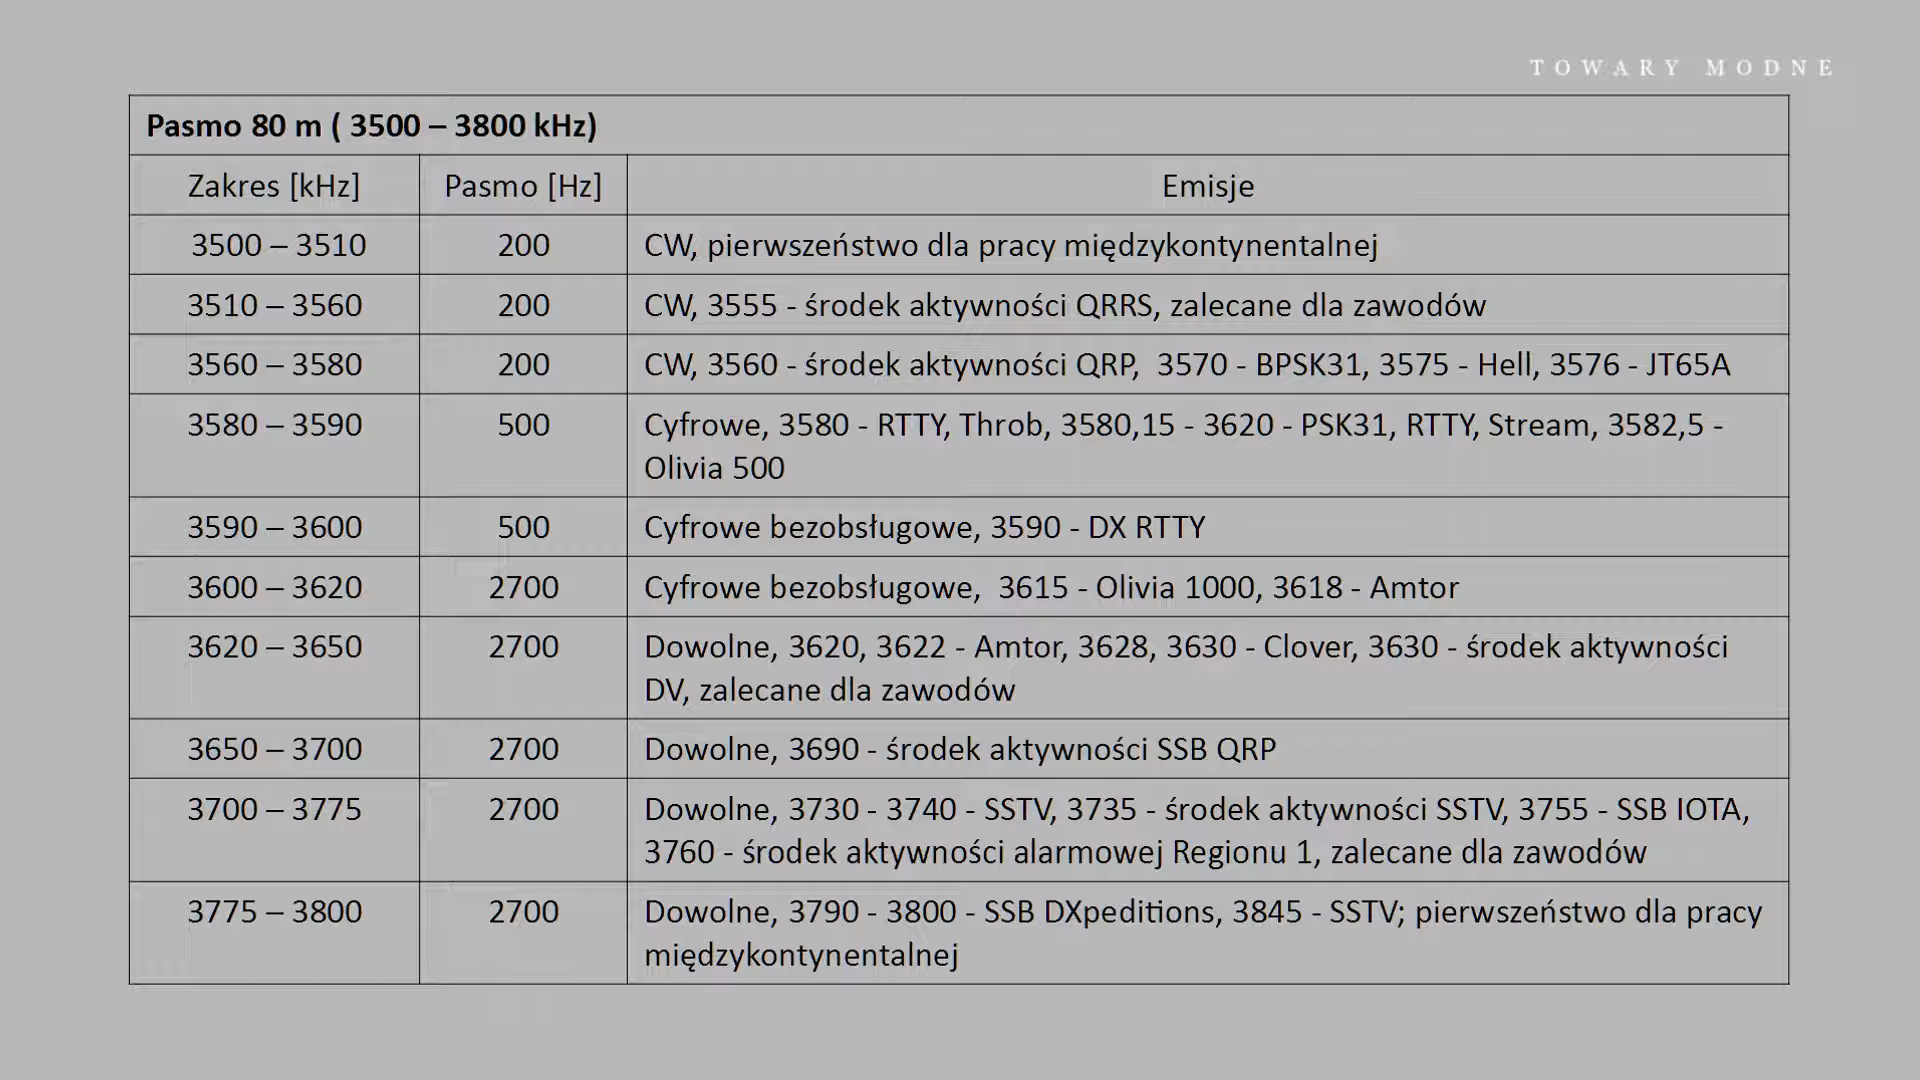 TOWARY MODNE
Pasmo 80 m ( 3500 – 3800 kHz)
Zakres [kHz] Pasmo [Hz] Emisje
3500 – 3510 200 CW, pierwszeństwo dla pracy międzykontynentalnej
3510 – 3560 200 CW, 3555 - środek aktywności QRRS, zalecane dla zawodów
3560 – 3580 200 CW, 3560 - środek aktywności QRP, 3570 - BPSK31, 3575 - Hell, 3576 - JT65A
3580 – 3590 500 Cyfrowe, 3580 - RTTY, Throb, 3580,15 - 3620 - PSK31, RTTY, Stream, 3582,5 -
Olivia 500
3590 – 3600 500 Cyfrowe bezobsługowe, 3590 - DX RTTY
3600 – 3620 2700 Cyfrowe bezobsługowe, 3615 - Olivia 1000, 3618 - Amtor
3620 – 3650 2700 Dowolne, 3620, 3622 - Amtor, 3628, 3630 - Clover, 3630 - środek aktywności
DV, zalecane dla zawodów
3650 – 3700 2700 Dowolne, 3690 - środek aktywności SSB QRP
3700 – 3775 2700 Dowolne, 3730 - 3740 - SSTV, 3735 - środek aktywności SSTV, 3755 - SSB IOTA,
3760 - środek aktywności alarmowej Regionu 1, zalecane dla zawodów
3775 – 3800 2700 Dowolne, 3790 - 3800 - SSB DXpeditions, 3845 - SSTV; pierwszeństwo dla pracy
międzykontynentalnej